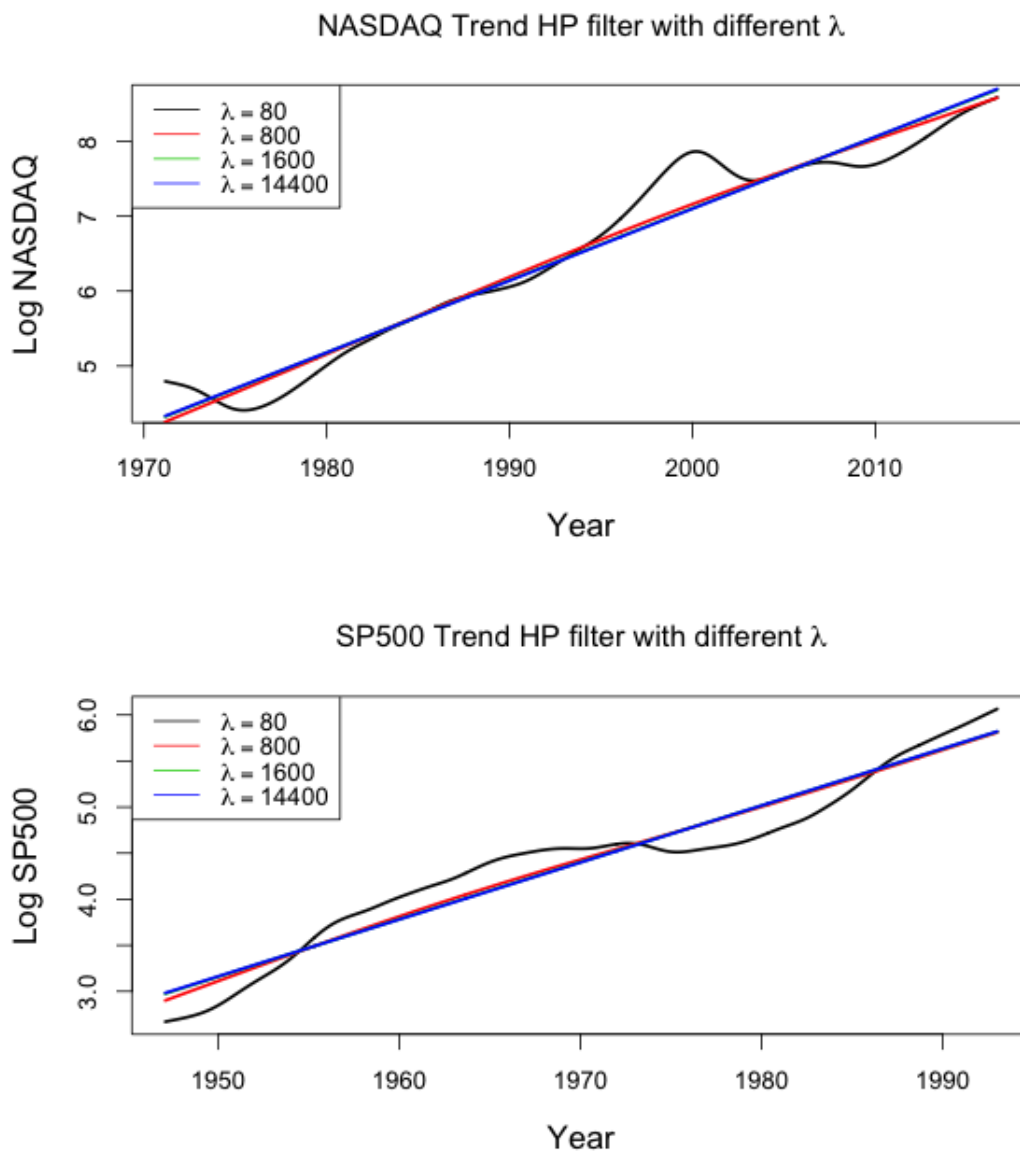 NASDAQ Trend HP filter with different λ
λ = 80
λ = 800
λ = 1600
λ = 14400
Log NASDAQ
8
7
6
5
1970 1980 1990 2000 2010
Year
SP500 Trend HP filter with different λ
λ = 80
λ = 800
λ = 1600
λ = 14400
Log SP500
6.0
5.0
4.0
3.0
1950 1960 1970 1980 1990
Year